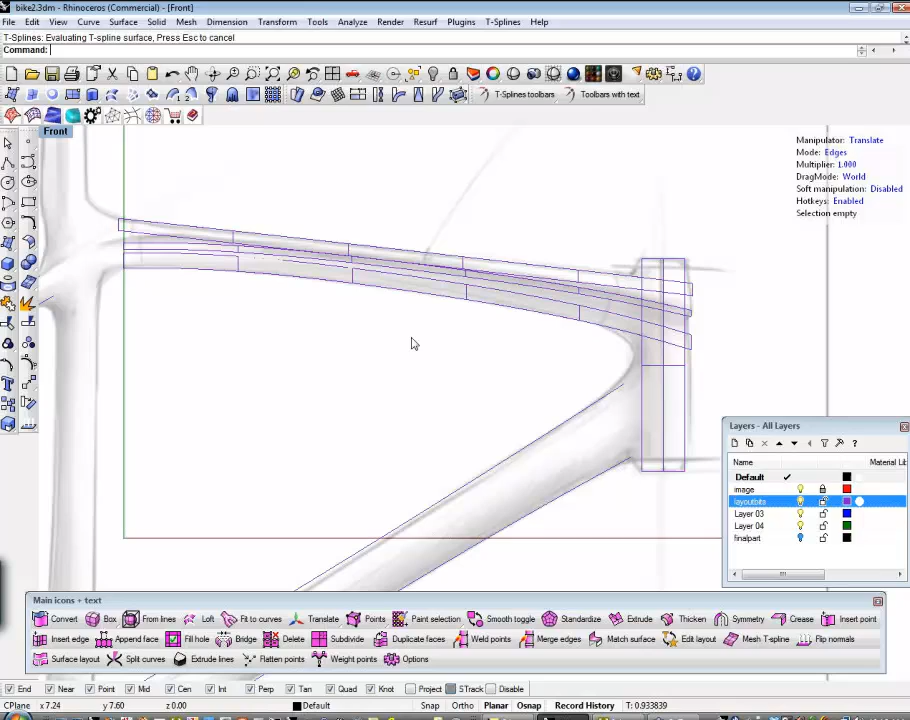 bike2.3dm - Rhinoceros (Commercial) - [Front]
File Edit View Curve Surface Solid Mesh Dimension Transform Tools Analyze Render Resurf Plugins T-Splines Help
T-Splines: Evaluating T-spline surface, Press Esc to cancel
Command:
T-Splines toolbars Toolbars with text
Front
Manipulator: Translate
Mode: Edges
Multiplier: 1.000
DragMode: World
Soft manipulation: Disabled
Hotkeys: Enabled
Selection empty
Layers - All Layers
Name Material Lib
Default
image
layoutbits
Layer 03
Layer 04
finalpart
Main icons + text
Convert Box From lines Loft Fit to curves Translate Points Paint selection Smooth toggle Standardize Extrude Thicken Symmetry Crease Insert point
Insert edge Append face Fill hole Bridge Delete Subdivide Duplicate faces Weld points Merge edges Match surface Edit layout Mesh T-spline Flip normals
Surface layout Split curves Extrude lines Flatten points Weight points Options
End Near Point Mid Cen Int Perp Tan Quad Knot Project STrack Disable
CPlane x 7.24 y 7.60 z 0.00 Default Snap Ortho Planar Osnap Record History T: 0.933839